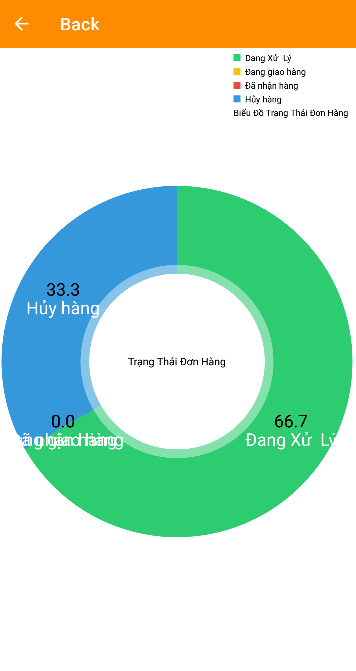 Back
Đang Xử Lý
Đang giao hàng
Đã nhận hàng
Hủy hàng
Biểu Đồ Trạng Thái Đơn Hàng
33.3
Hủy hàng
Trạng Thái Đơn Hàng
0.0
66.7
Đang Xử Lý